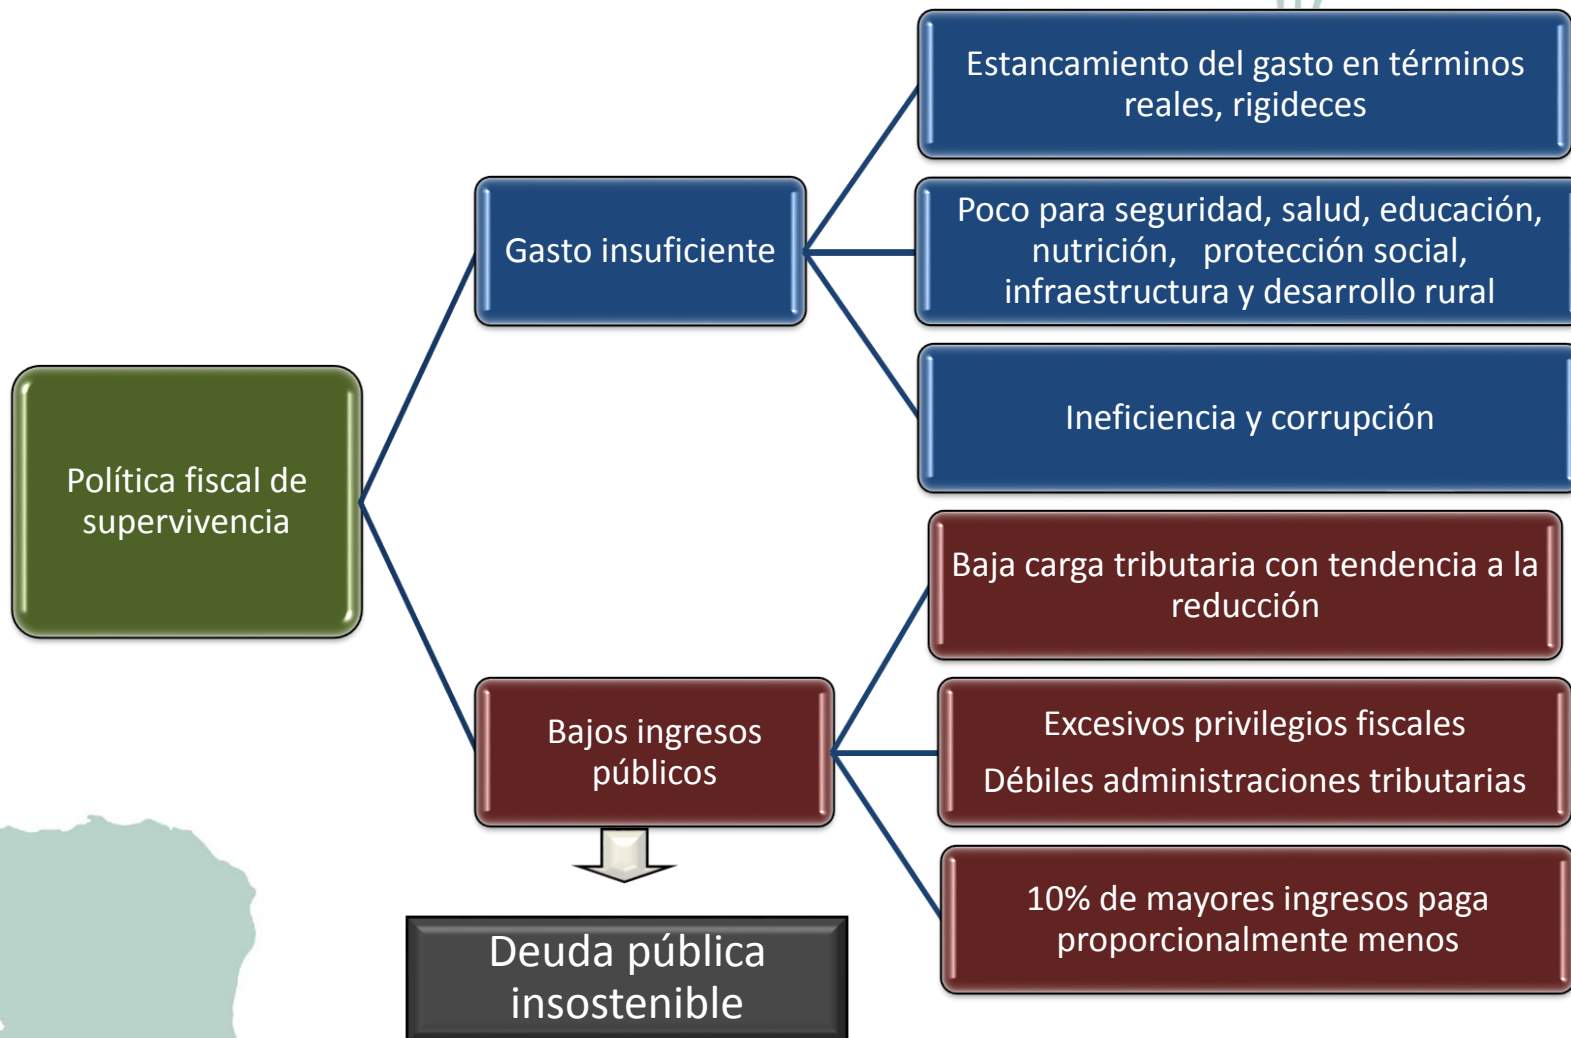 Estancamiento del gasto en términos
reales, rigideces
Gasto insuficiente
Poco para seguridad, salud, educación,
nutrición, protección social,
infraestructura y desarrollo rural
Ineficiencia y corrupción
Política fiscal de
supervivencia
Baja carga tributaria con tendencia a la
reducción
Bajos ingresos
públicos
Excesivos privilegios fiscales
Débiles administraciones tributarias
10% de mayores ingresos paga
proporcionalmente menos
Deuda pública
insostenible